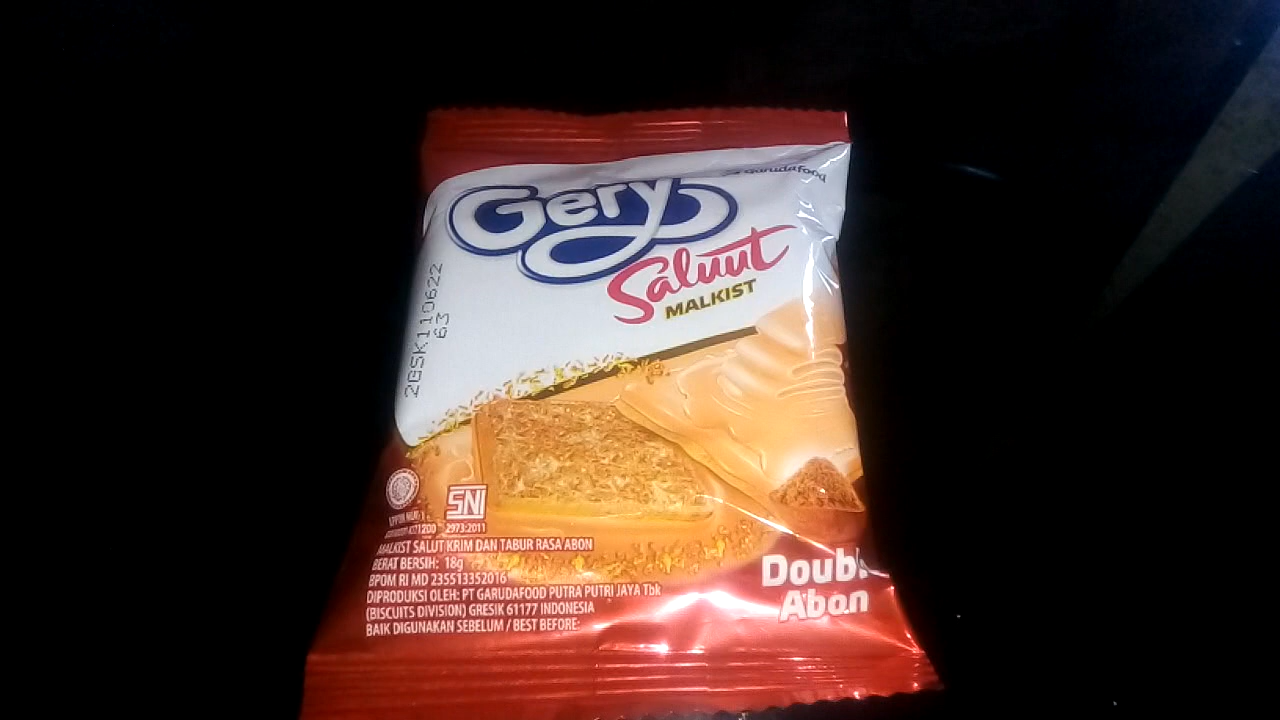 garudafood
Gery
Saluut
MALKIST
2GSK110622
63
SNI
2973:2011
MALKIST SALUT KRIM DAN TABUR RASA ABON
BERAT BERSIH: 18g
BPOM RI MD 235513352016
DIPRODUKSI OLEH: PT GARUDAFOOD PUTRA PUTRI JAYA Tbk
(BISCUITS DIVISION) GRESIK 61177 INDONESIA
BAIK DIGUNAKAN SEBELUM / BEST BEFORE:
Abon